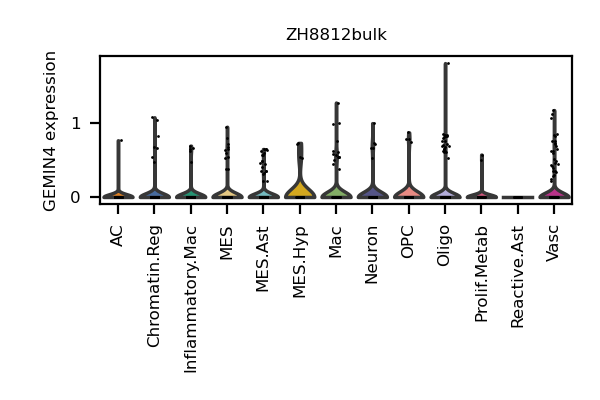 ZH8812bulk
GEMIN4 expression
1
0
AC
Chromatin.Reg
Inflammatory.Mac
MES
MES.Ast
MES.Hyp
Mac
Neuron
OPC
Oligo
Prolif.Metab
Reactive.Ast
Vasc